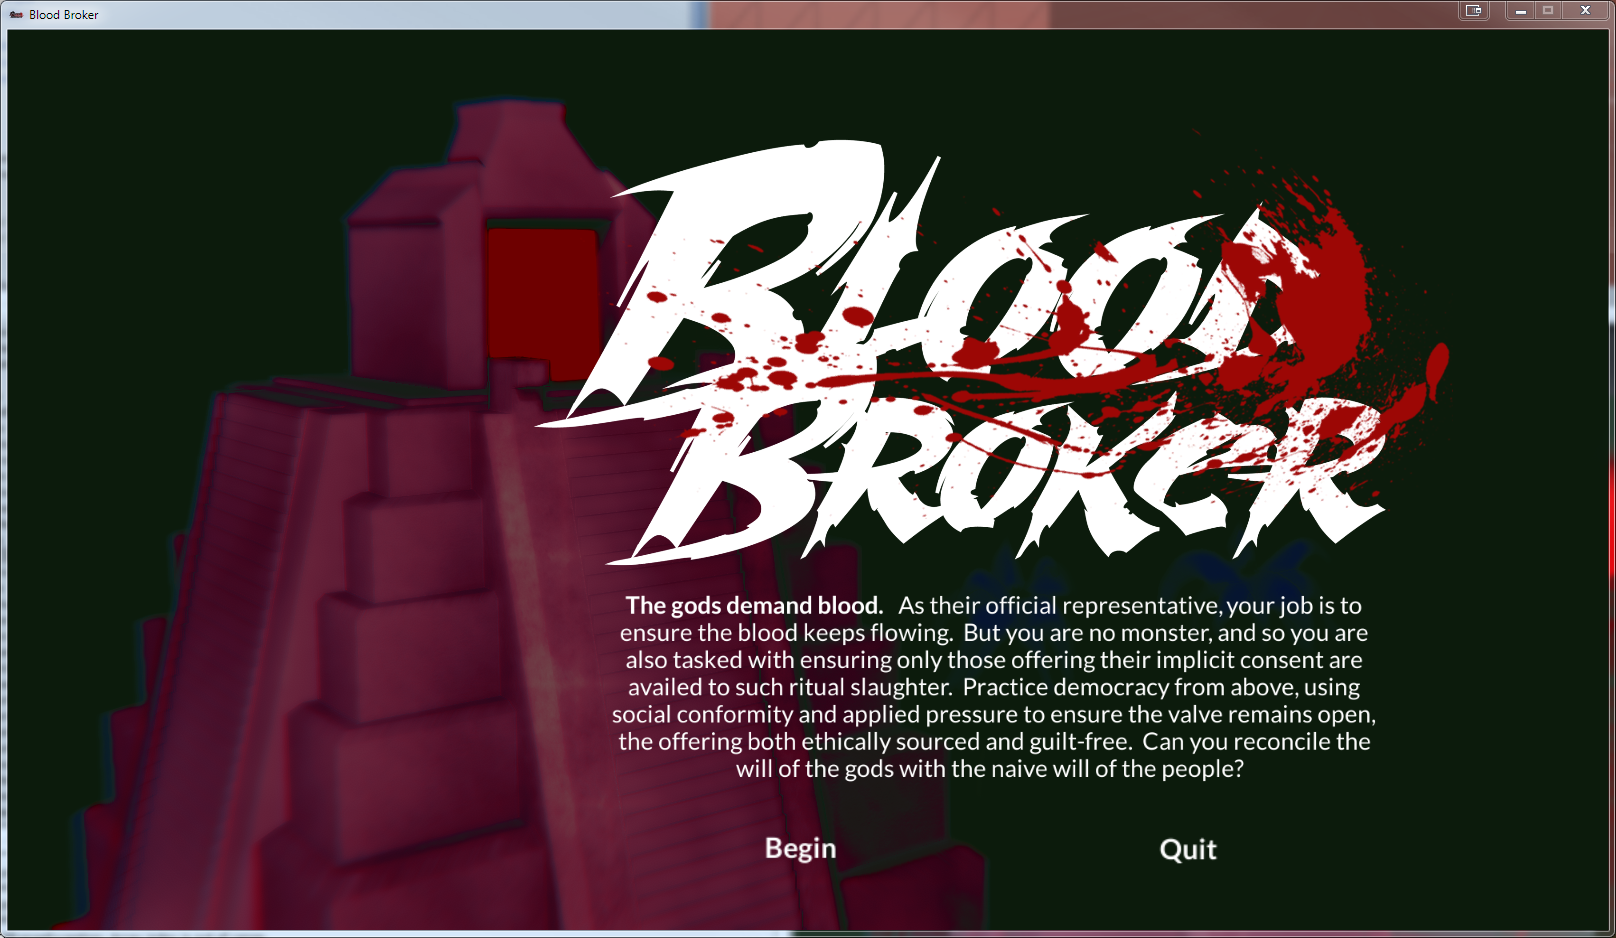 Blood Broker
BLOOD
BROKER
The gods demand blood.  As their official representative, your job is to
ensure the blood keeps flowing.  But you are no monster, and so you are
also tasked with ensuring only those offering their implicit consent are
availed to such ritual slaughter.  Practice democracy from above, using
social conformity and applied pressure to ensure the valve remains open,
the offering both ethically sourced and guilt-free.  Can you reconcile the
will of the gods with the naive will of the people?
Begin
Quit